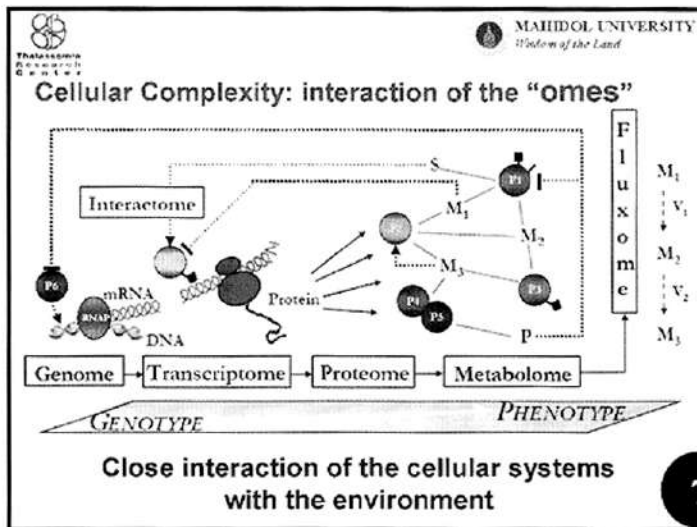 Thalassemia
Research
Center
MAHIDOL UNIVERSITY
Wisdom of the Land
Cellular Complexity: interaction of the "omes"
Fluxome
S
P1
M1
Interactome
M2
M3
P3
P6
mRNA
RNAP
DNA
Protein
P4
P5
P
M1
V1
M2
V2
M3
Genome
Transcriptome
Proteome
Metabolome
GENOTYPE
PHENOTYPE
Close interaction of the cellular systems
with the environment